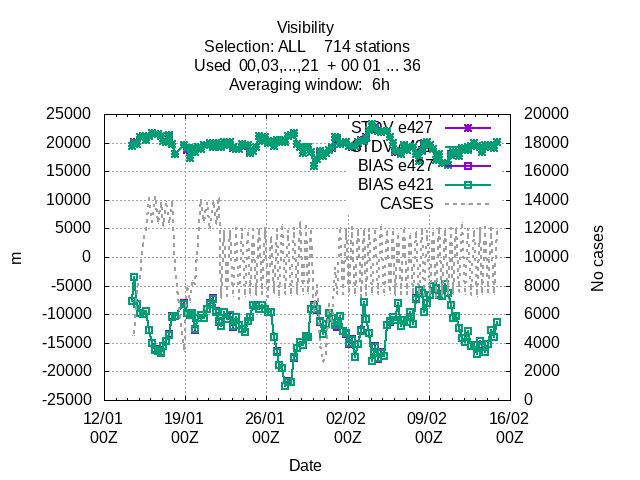 Visibility
Selection: ALL 714 stations
Used 00,03,...,21 + 00 01 ... 36
Averaging window: 6h
25000
20000
15000
10000
5000
0
-5000
-10000
-15000
-20000
-25000
m
20000
18000
16000
14000
12000
10000
8000
6000
4000
2000
0
No cases
STDV e427
BIAS e427
BIAS e421
CASES
12/01 00Z
19/01 00Z
26/01 00Z
02/02 00Z
09/02 00Z
16/02 00Z
Date